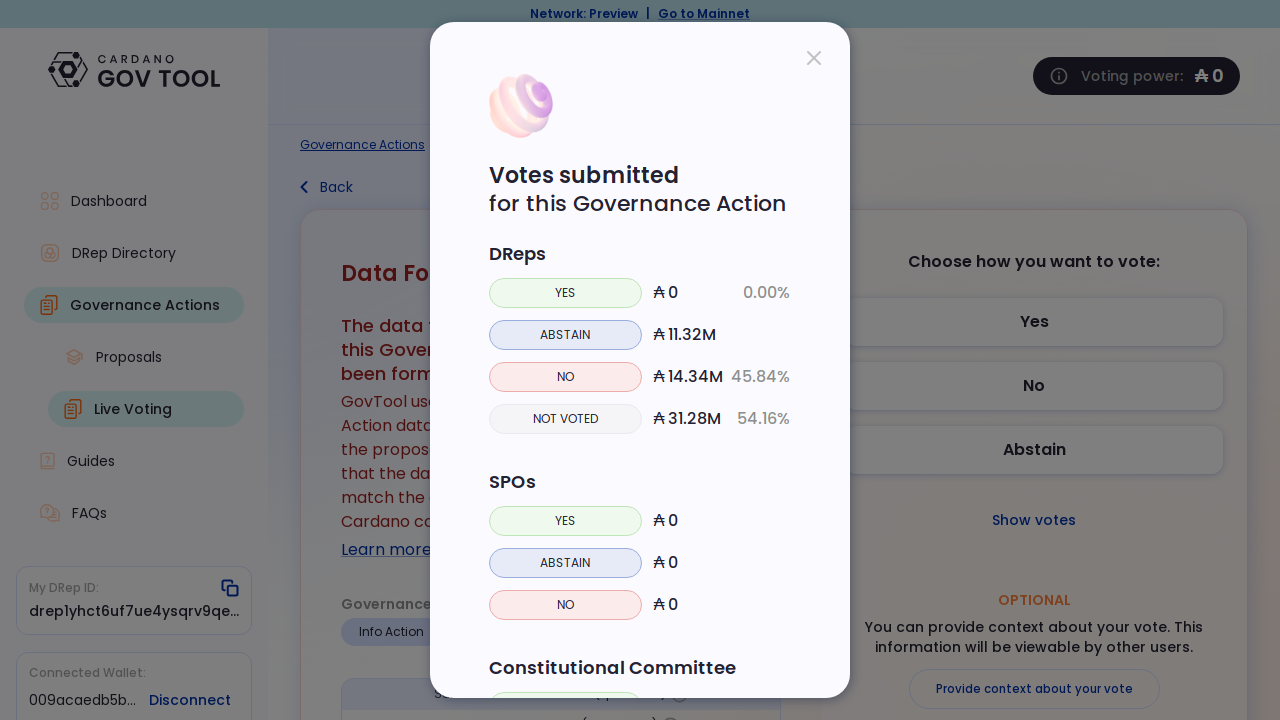 Network: Preview | Go to Mainnet
CARDANO
GOV TOOL
Voting power: ₳ 0
Dashboard
DRep Directory
Governance Actions
Proposals
Live Voting
Guides
FAQs
My DRep ID:
drep1yhct6uf7ue4ysqrv9qe...
Connected Wallet:
009acaedb5b... Disconnect
Governance Actions
Back
Data Fo
The data
this Gover
been form
GovTool us
Action data
the propos
that the da
match the
Cardano co
Learn more
Governance
Info Action
Votes submitted
for this Governance Action
DReps
YES ₳ 0 0.00%
ABSTAIN ₳ 11.32M
NO ₳ 14.34M 45.84%
NOT VOTED ₳ 31.28M 54.16%
SPOs
YES ₳ 0
ABSTAIN ₳ 0
NO ₳ 0
Constitutional Committee
Choose how you want to vote:
Yes
No
Abstain
Show votes
OPTIONAL
You can provide context about your vote. This
information will be viewable by other users.
Provide context about your vote